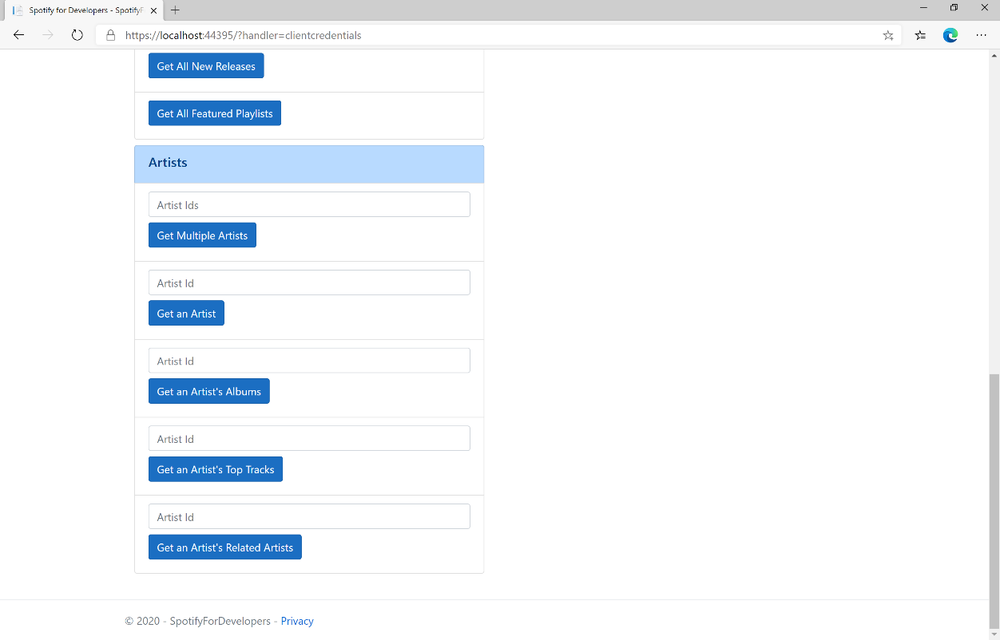 Spotify for Developers - SpotifyF
https://localhost:44395/?handler=clientcredentials
Get All New Releases
Get All Featured Playlists
Artists
Artist Ids
Get Multiple Artists
Artist Id
Get an Artist
Artist Id
Get an Artist's Albums
Artist Id
Get an Artist's Top Tracks
Artist Id
Get an Artist's Related Artists
© 2020 - SpotifyForDevelopers - Privacy